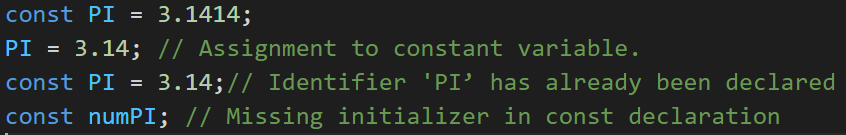 const PI = 3.1414;
PI = 3.14; // Assignment to constant variable.
const PI = 3.14;// Identifier 'PI’ has already been declared
const numPI; // Missing initializer in const declaration